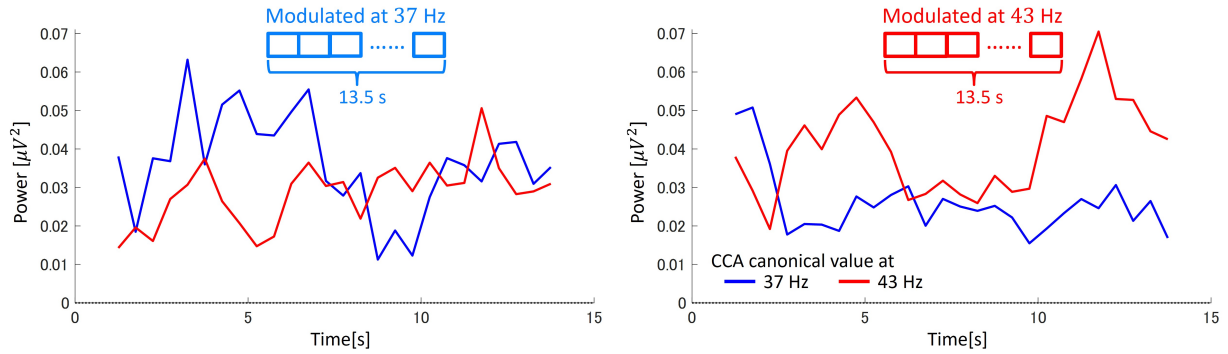 Modulated at 37 Hz
......
13.5 s
Power [μV²]
0.07
0.06
0.05
0.04
0.03
0.02
0.01
0
0
5
10
15
Time[s]
Modulated at 43 Hz
......
13.5 s
Power [μV²]
0.07
0.06
0.05
0.04
0.03
0.02
0.01
0
CCA canonical value at
37 Hz 43 Hz
0
5
10
15
Time[s]